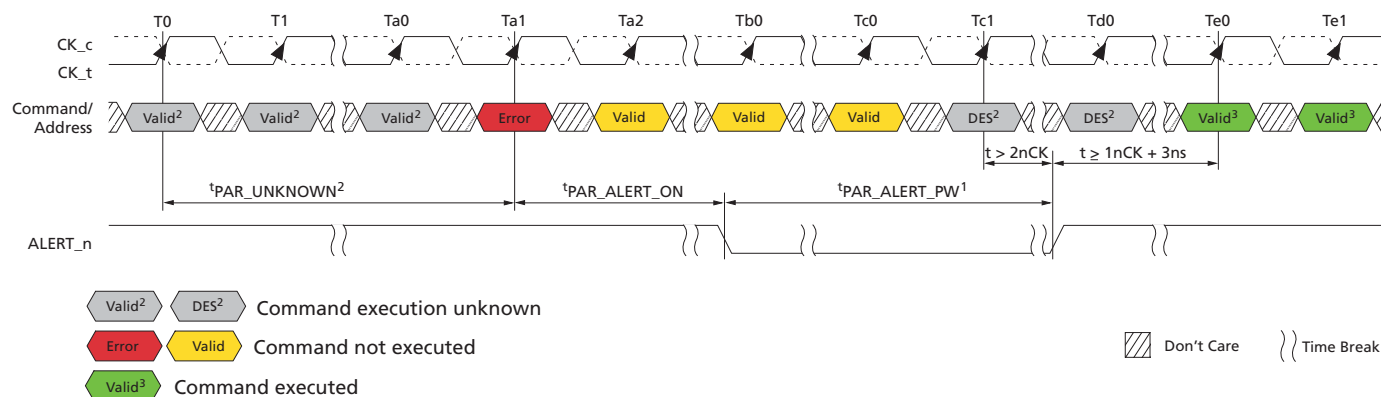 T0 T1 Ta0 Ta1 Ta2 Tb0 Tc0 Tc1 Td0 Te0 Te1
CK_c
CK_t
Command/
Address
Valid² Valid² Valid² Error Valid Valid Valid DES² DES² Valid³ Valid³
t > 2nCK t ≥ 1nCK + 3ns
ᵗPAR_UNKNOWN² ᵗPAR_ALERT_ON ᵗPAR_ALERT_PW¹
ALERT_n
Valid² DES² Command execution unknown
Error Valid Command not executed
Don't Care Time Break
Valid³ Command executed